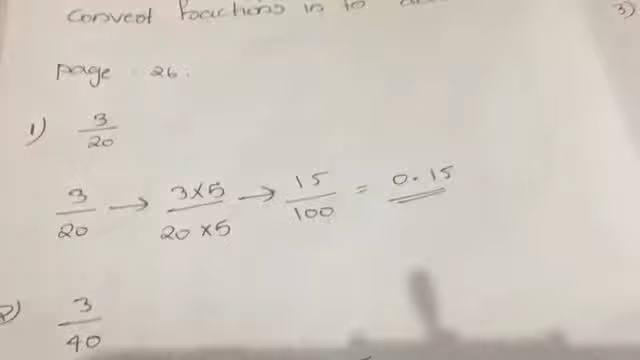 Convert fractions in to
3)
page 26.
1) 3/20
3/20 → 3×5/20×5 → 15/100 = 0.15
2) 3/40